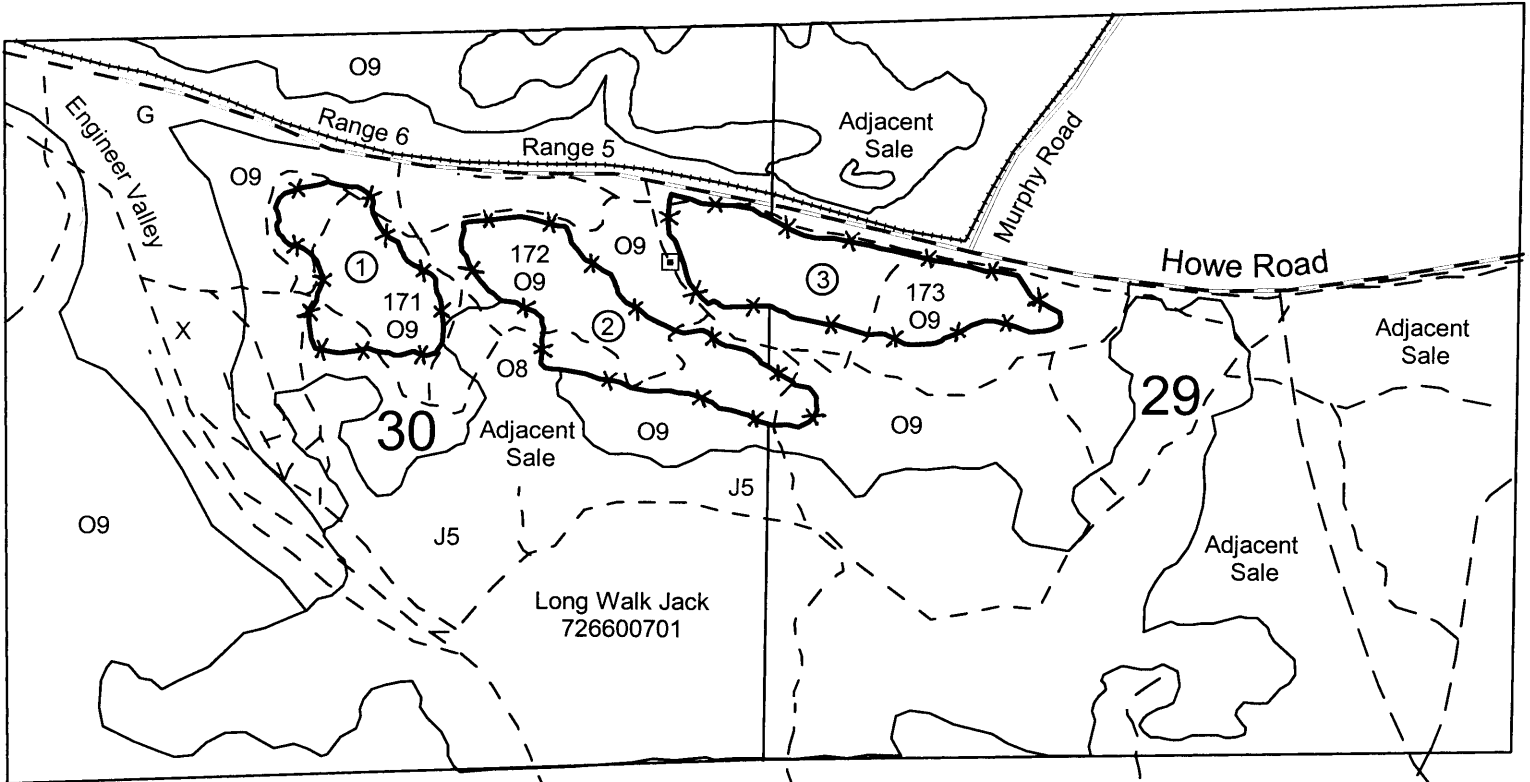 O9
G
Engineer Valley
Range 6
Range 5
Adjacent
Sale
Murphy Road
O9
O9
172
O9
1
171
O9
2
3
173
O9
Howe Road
X
O8
Adjacent
Sale
30
Adjacent
Sale
O9
O9
29
J5
O9
J5
Adjacent
Sale
Long Walk Jack
726600701